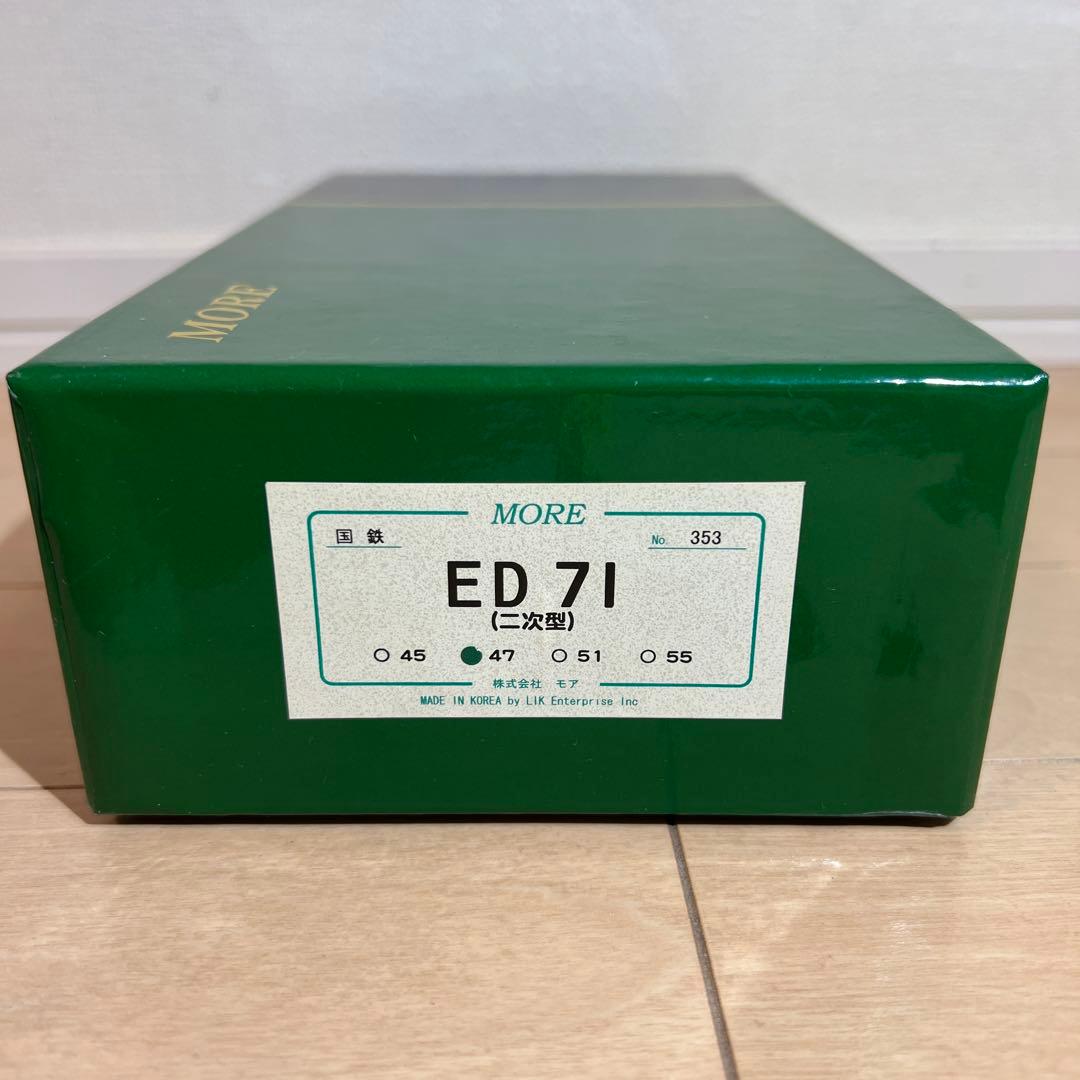 MORE
MORE
国鉄 No. 353
ED 71
(二次型)
○ 45 ● 47 ○ 51 ○ 55
株式会社 モア
MADE IN KOREA by LIK Enterprise Inc